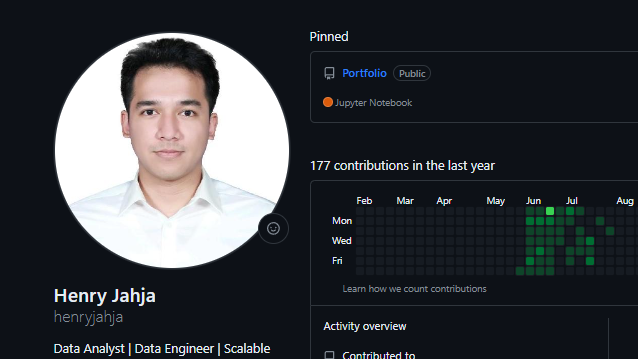 Pinned
Portfolio Public
Jupyter Notebook
177 contributions in the last year
Feb Mar Apr May Jun Jul Aug
Mon
Wed
Fri
Learn how we count contributions
Henry Jahja
henryjahja
Data Analyst | Data Engineer | Scalable
Activity overview
Contributed to